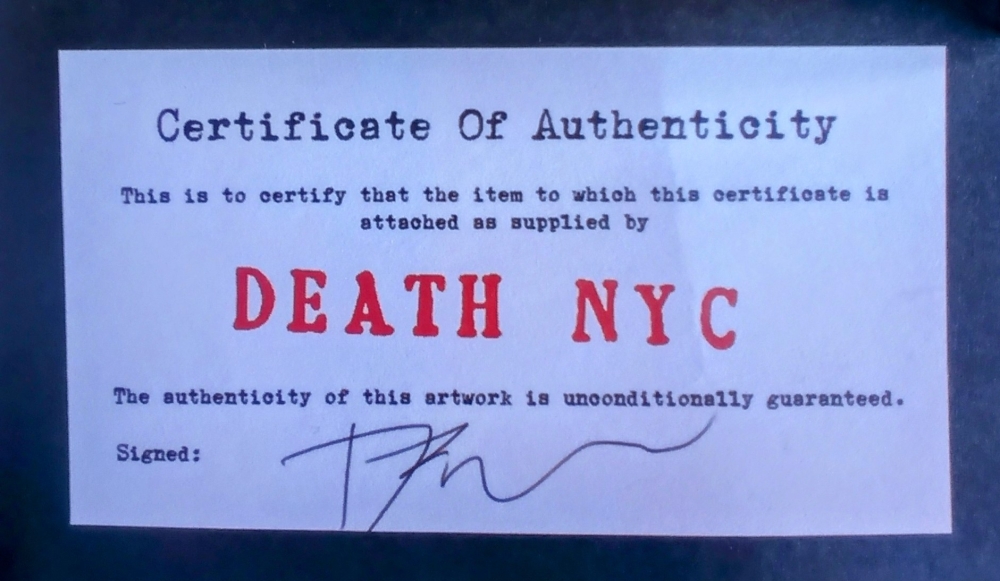 Certificate Of Authenticity
This is to certify that the item to which this certificate is
attached as supplied by
DEATH NYC
The authenticity of this artwork is unconditionally guaranteed.
Signed: